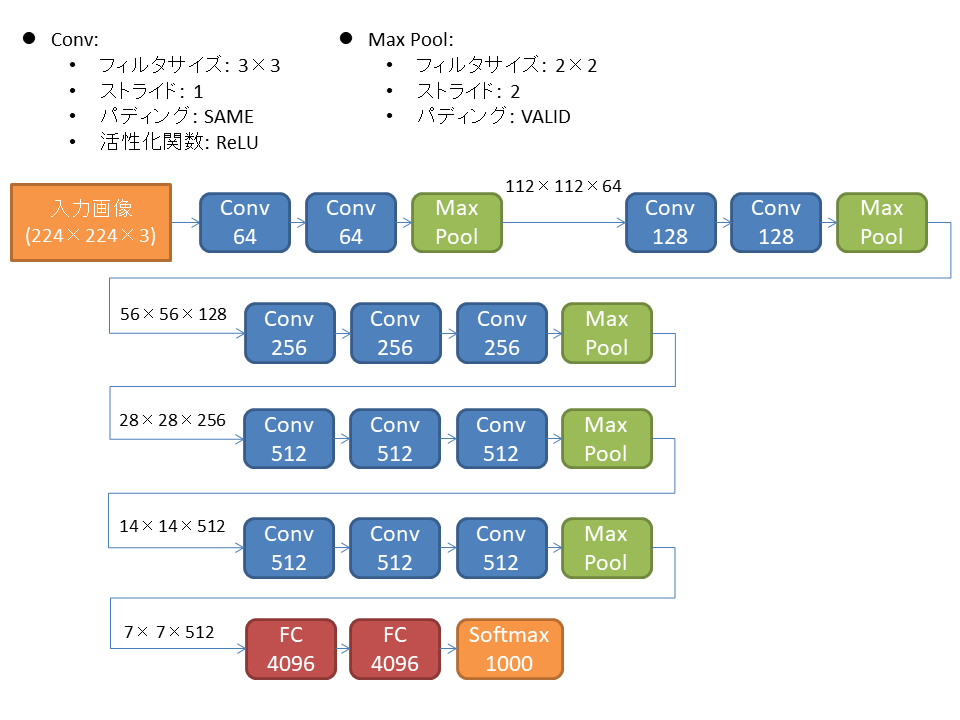 ● Conv:
• フィルタサイズ: 3×3
• ストライド: 1
• パディング: SAME
• 活性化関数: ReLU
● Max Pool:
• フィルタサイズ: 2×2
• ストライド: 2
• パディング: VALID
入力画像
(224×224×3)
Conv
64
Conv
64
Max
Pool
112×112×64
Conv
128
Conv
128
Max
Pool
56×56×128
Conv
256
Conv
256
Conv
256
Max
Pool
28×28×256
Conv
512
Conv
512
Conv
512
Max
Pool
14×14×512
Conv
512
Conv
512
Conv
512
Max
Pool
7× 7×512
FC
4096
FC
4096
Softmax
1000